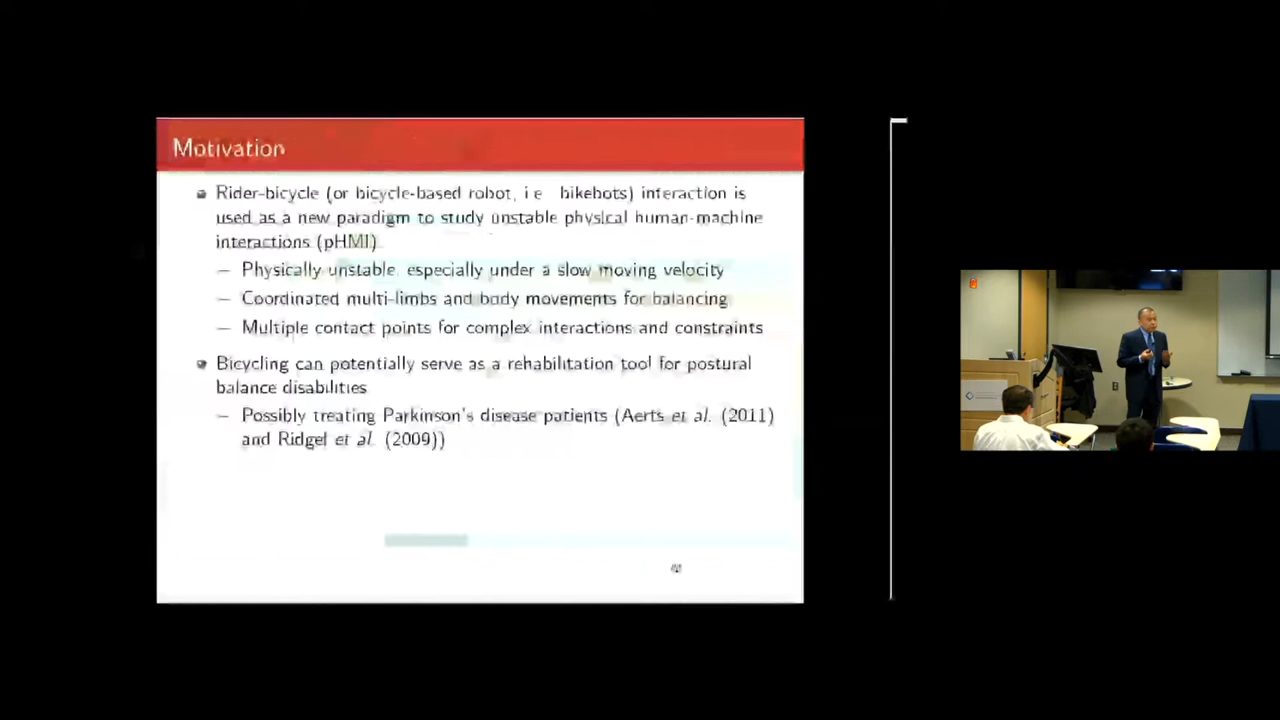 Motivation
Rider-bicycle (or bicycle-based robot, i e bikebots) interaction is
used as a new paradigm to study unstable physical human-machine
interactions (pHMI)
– Physically unstable, especially under a slow moving velocity
– Coordinated multi-limbs and body movements for balancing
– Multiple contact points for complex interactions and constraints
Bicycling can potentially serve as a rehabilitation tool for postural
balance disabilities
– Possibly treating Parkinson's disease patients (Aerts et al. (2011)
and Ridgel et al. (2009))